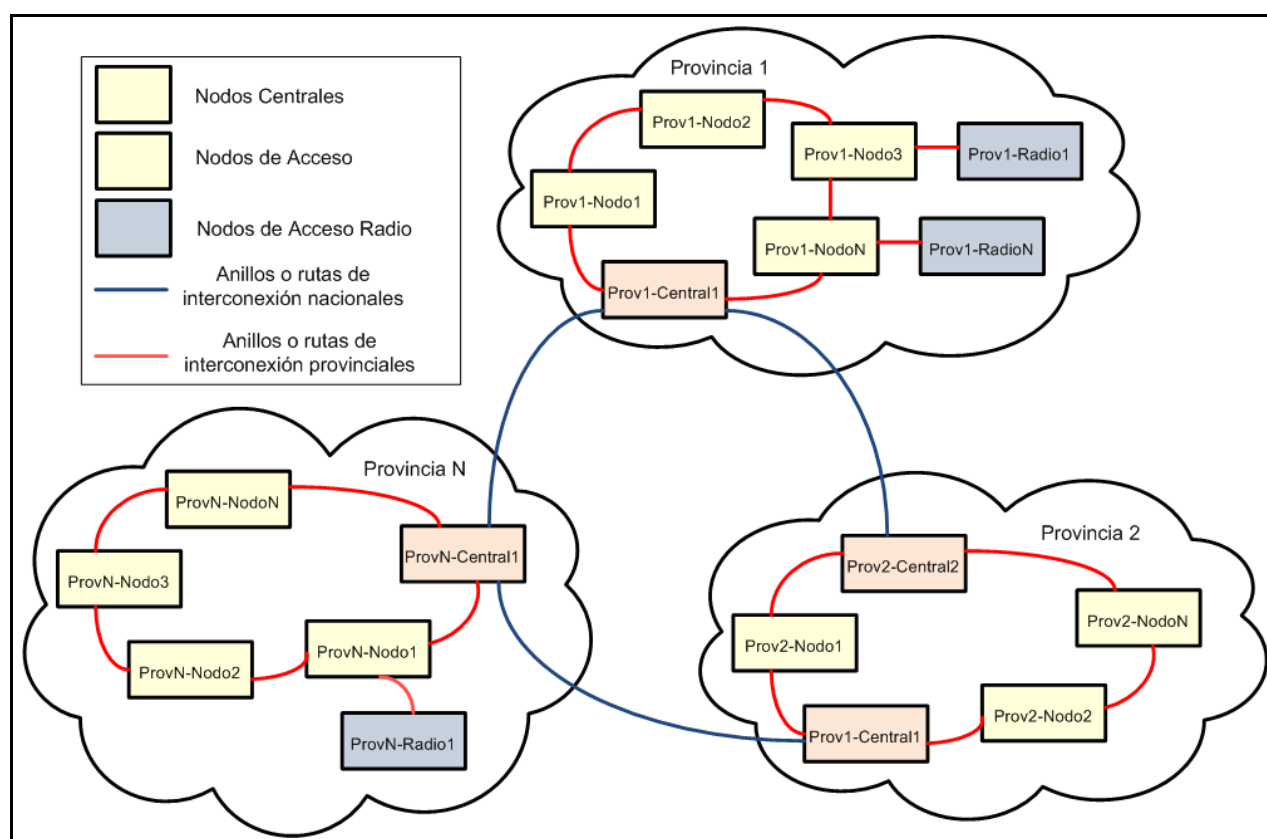 Nodos Centrales
Nodos de Acceso
Nodos de Acceso Radio
Anillos o rutas de
interconexión nacionales
Anillos o rutas de
interconexión provinciales
Provincia 1
Prov1-Nodo2
Prov1-Nodo3
Prov1-Radio1
Prov1-Nodo1
Prov1-NodoN
Prov1-RadioN
Prov1-Central1
Provincia N
ProvN-NodoN
ProvN-Central1
ProvN-Nodo3
ProvN-Nodo1
ProvN-Nodo2
ProvN-Radio1
Provincia 2
Prov2-Central2
Prov2-NodoN
Prov2-Nodo1
Prov2-Nodo2
Prov1-Central1